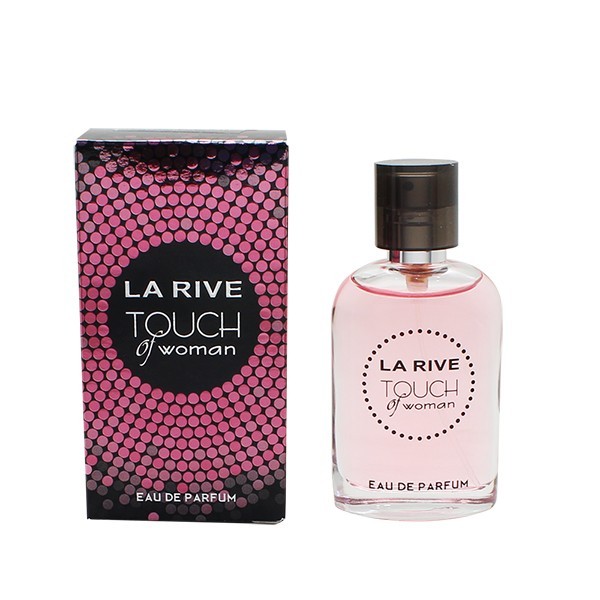 LA RIVE
TOUCH
of woman
EAU DE PARFUM
LA RIVE
TOUCH
of woman
EAU DE PARFUM